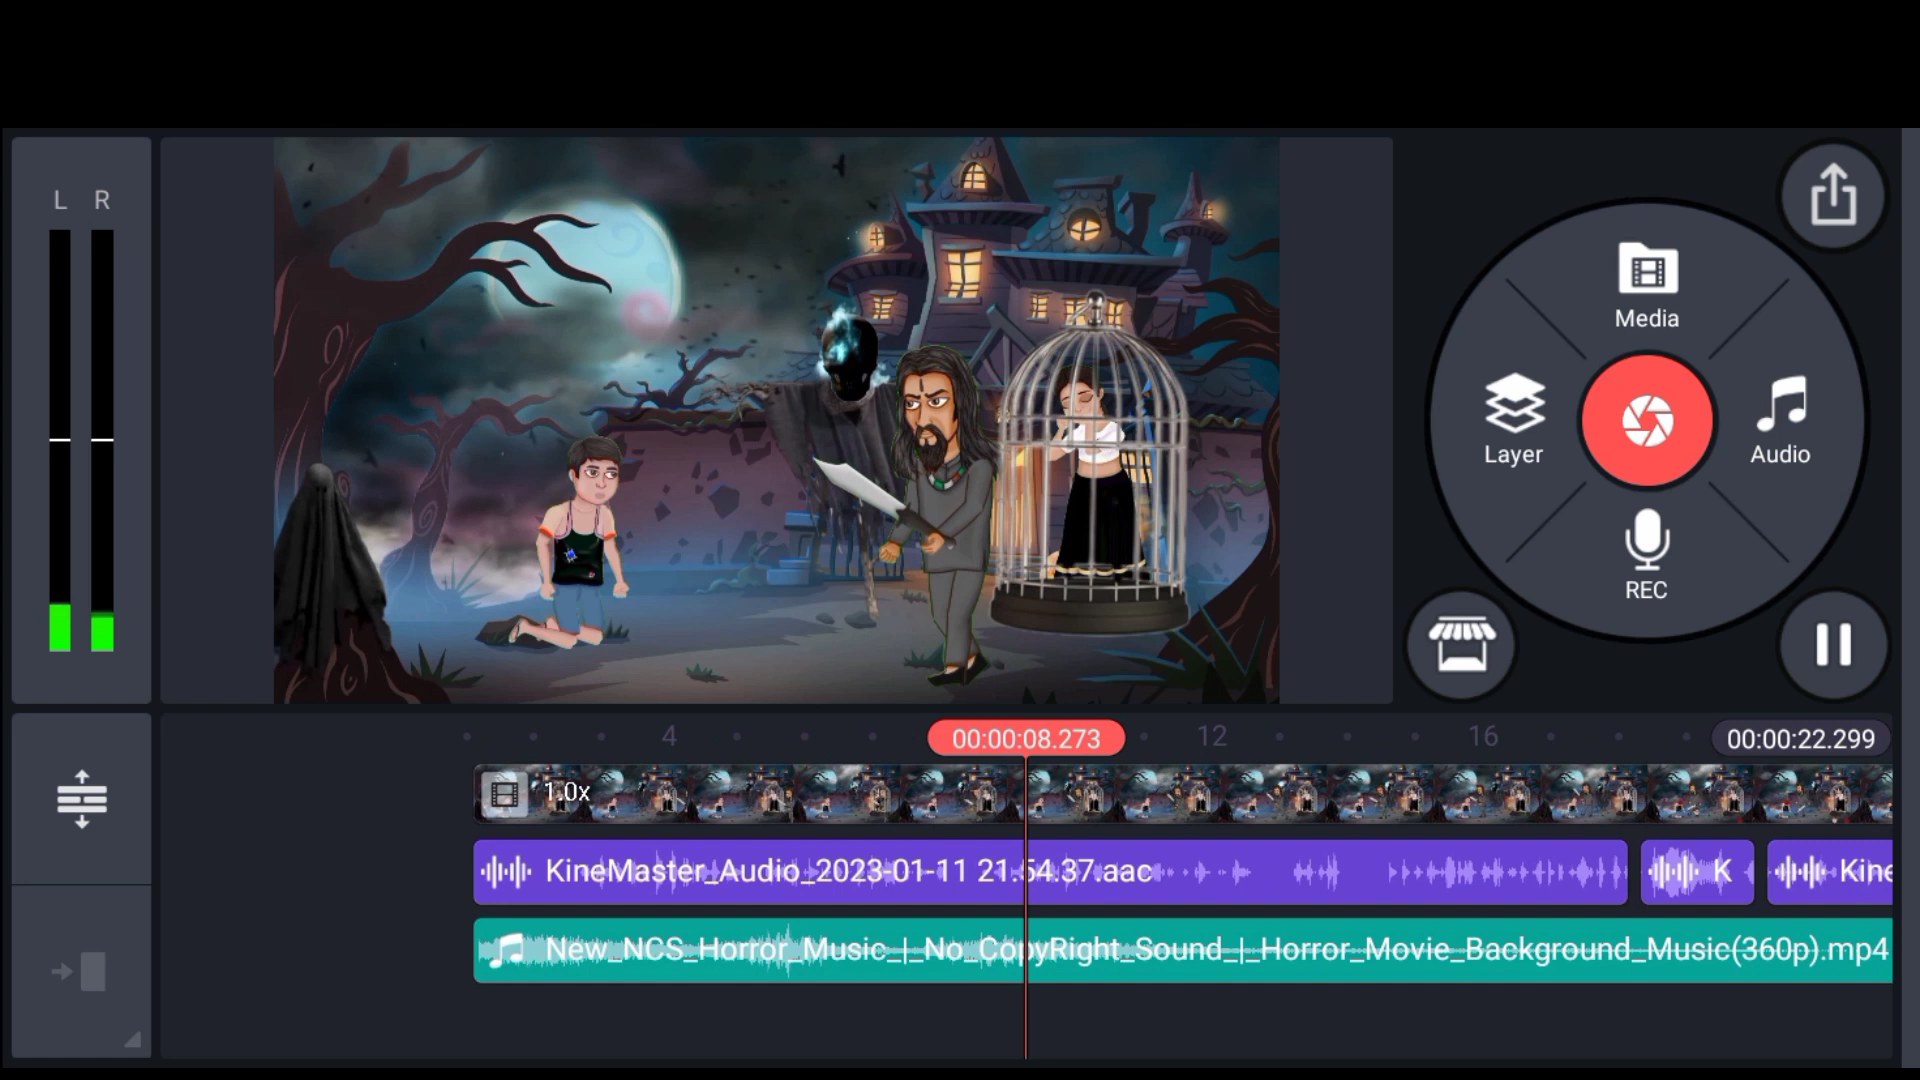 L R
Media
Layer
Audio
REC
4
00:00:08.273
12
16
00:00:22.299
1.0x
KineMaster_Audio_2023-01-11 21.54.37.aac
K
Kine
New_NCS_Horror_Music_|_No_CopyRight_Sound_|_Horror_Movie_Background_Music(360p).mp4